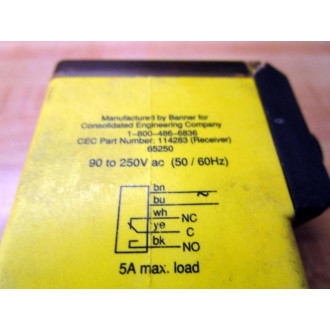 Manufactured by Banner for
Consolidated Engineering Company
1-800-486-6836
CEC Part Number: 114283 (Receiver)
65250
90 to 250V ac (50 / 60Hz)
bn
bu
wh NC
ye C
bk NO
5A max. load